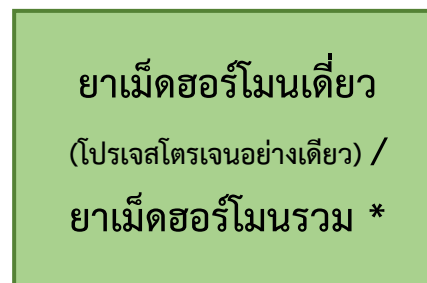 ยาเม็ดฮอร์โมนเดี่ยว
(โปรเจสโตรเจนอย่างเดียว) /
ยาเม็ดฮอร์โมนรวม *